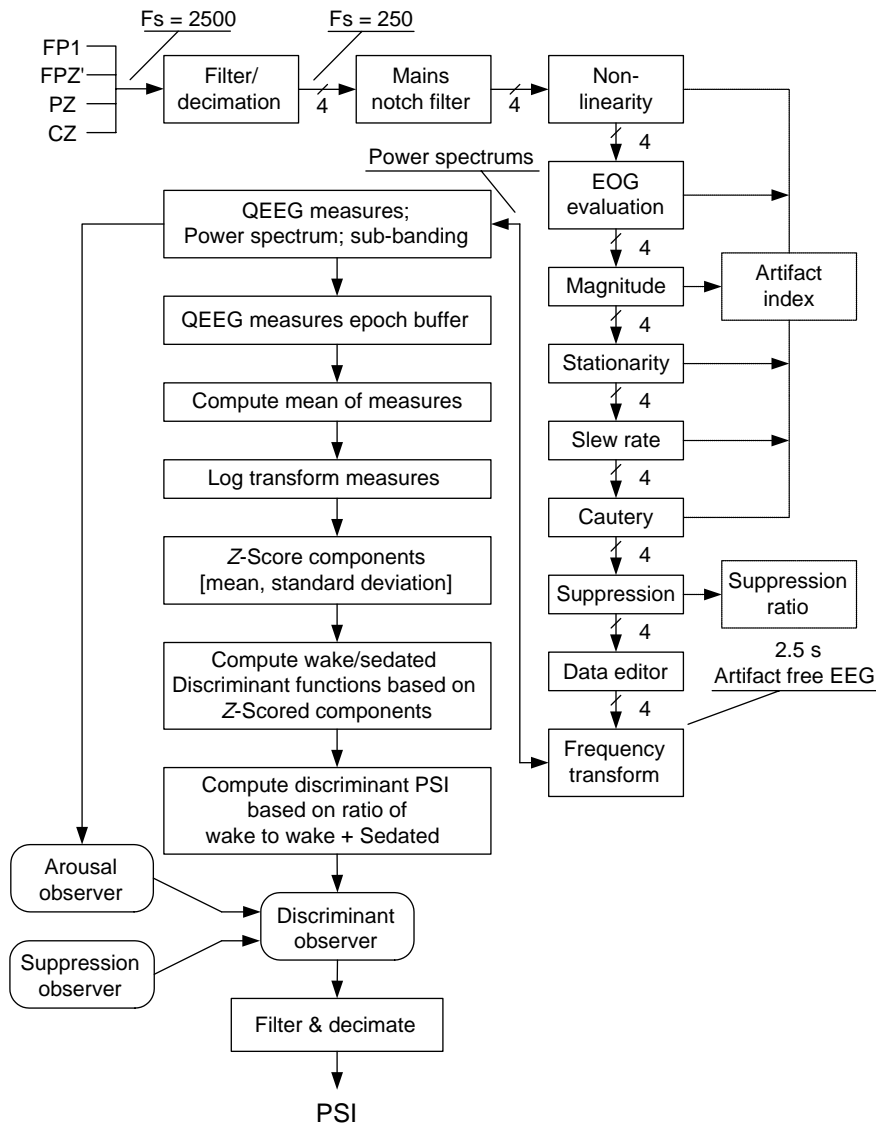 Fs = 2500
Fs = 250
FP1
FPZ'
PZ
CZ
Filter/
decimation
4
Mains
notch filter
4
Non-
linearity
4
Power spectrums
EOG
evaluation
4
QEEG measures;
Power spectrum; sub-banding
Magnitude
Artifact
index
4
QEEG measures epoch buffer
Stationarity
4
Compute mean of measures
Slew rate
4
Log transform measures
Cautery
4
Z-Score components
[mean, standard deviation]
Suppression
Suppression
ratio
4
Compute wake/sedated
Discriminant functions based on
Z-Scored components
Data editor
2.5 s
Artifact free EEG
4
Frequency
transform
Compute discriminant PSI
based on ratio of
wake to wake + Sedated
Arousal
observer
Discriminant
observer
Suppression
observer
Filter & decimate
PSI